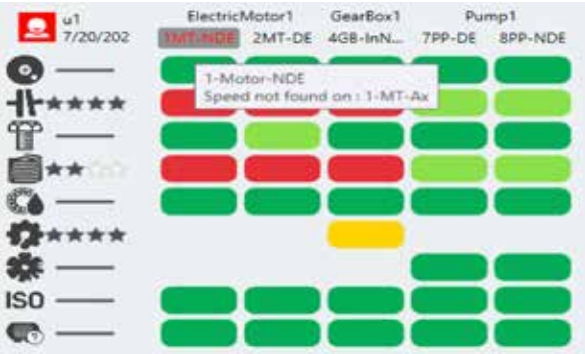 u1 ElectricMotor1 GearBox1 Pump1
7/20/202 1MT-NDE 2MT-DE 4GB-InN... 7PP-DE 8PP-NDE
1-Motor-NDE
Speed not found on : 1-MT-Ax
ISO
?